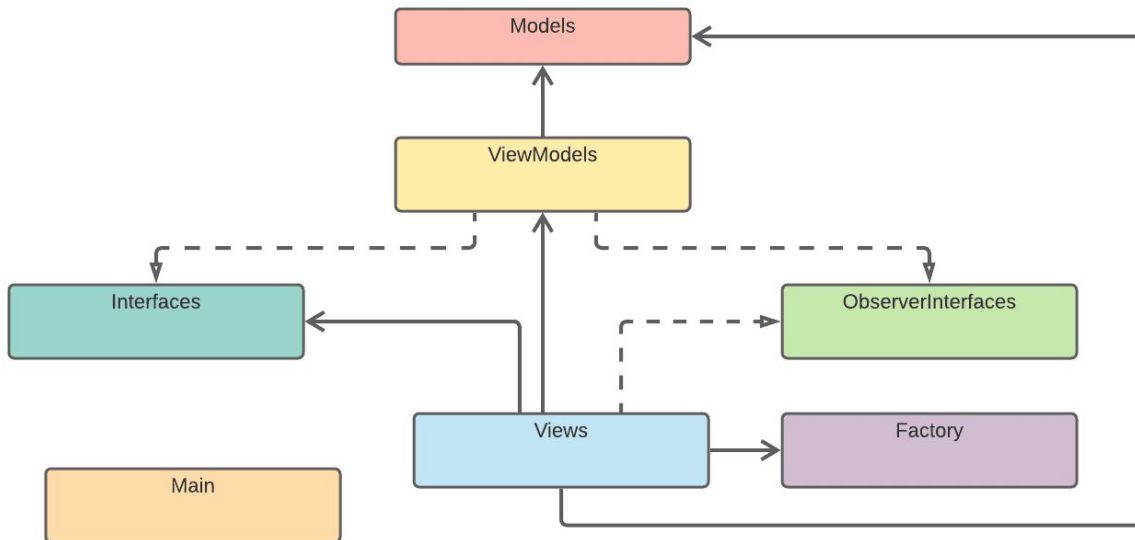 Models
ViewModels
Interfaces
ObserverInterfaces
Views
Factory
Main